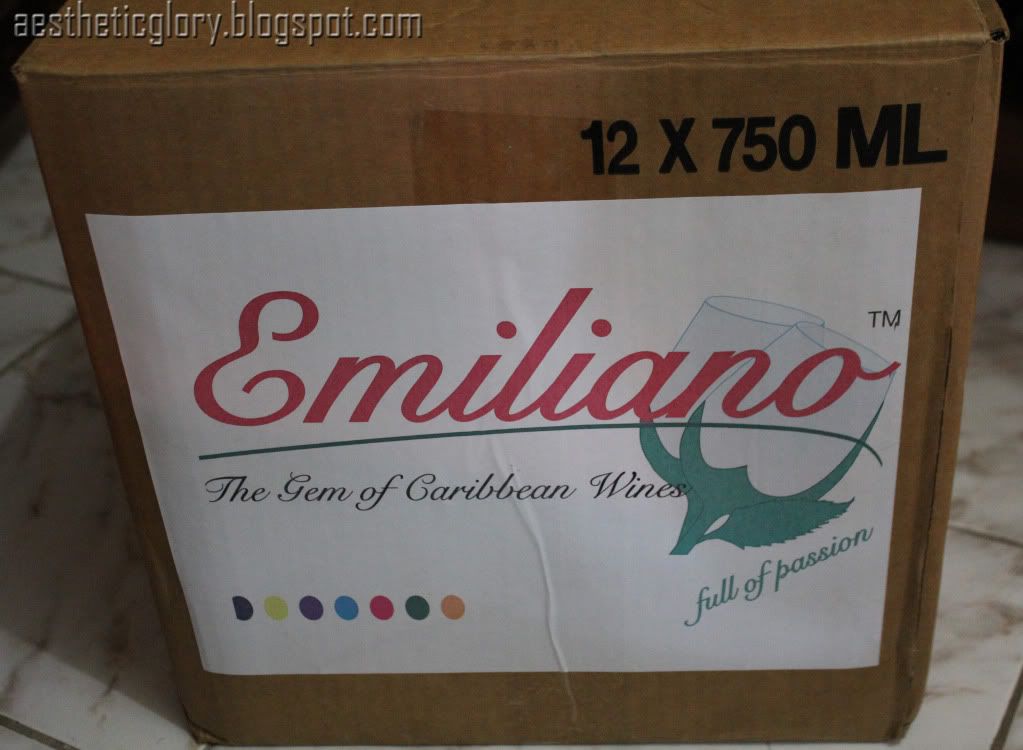 aestheticglory.blogspot.com
12 X 750 ML
Emiliano TM
The Gem of Caribbean Wines
full of passion